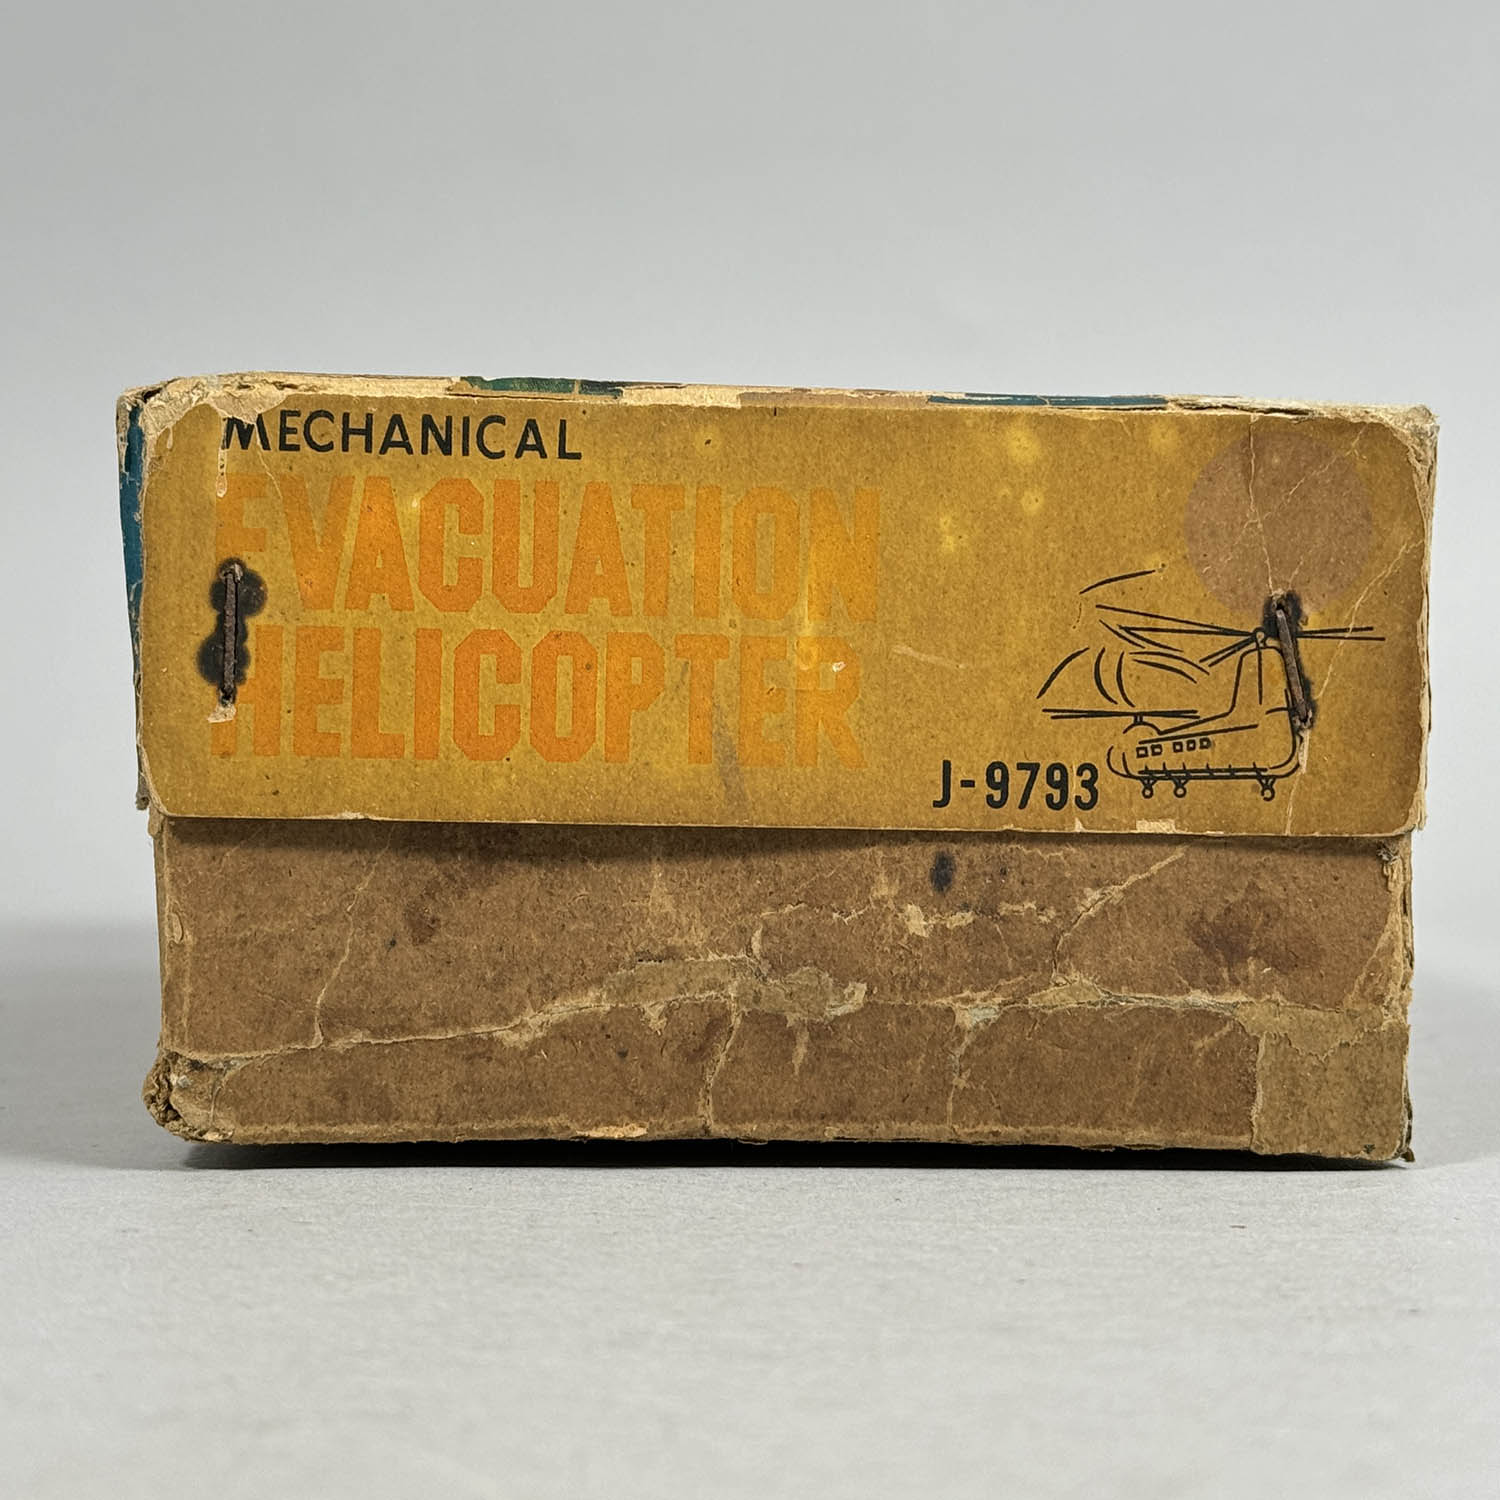 MECHANICAL
EVACUATION
HELICOPTER
J-9793